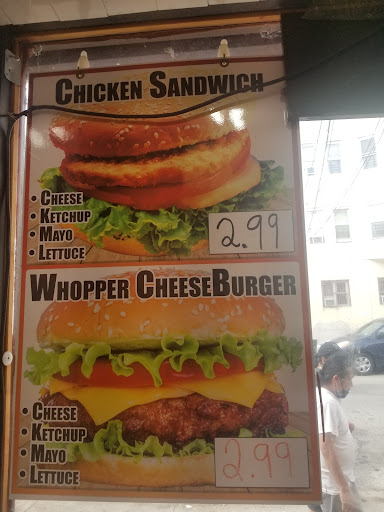 CHICKEN SANDWICH
• CHEESE
• KETCHUP
• MAYO
• LETTUCE
2.99
WHOPPER CHEESEBURGER
• CHEESE
• KETCHUP
• MAYO
• LETTUCE
2.99